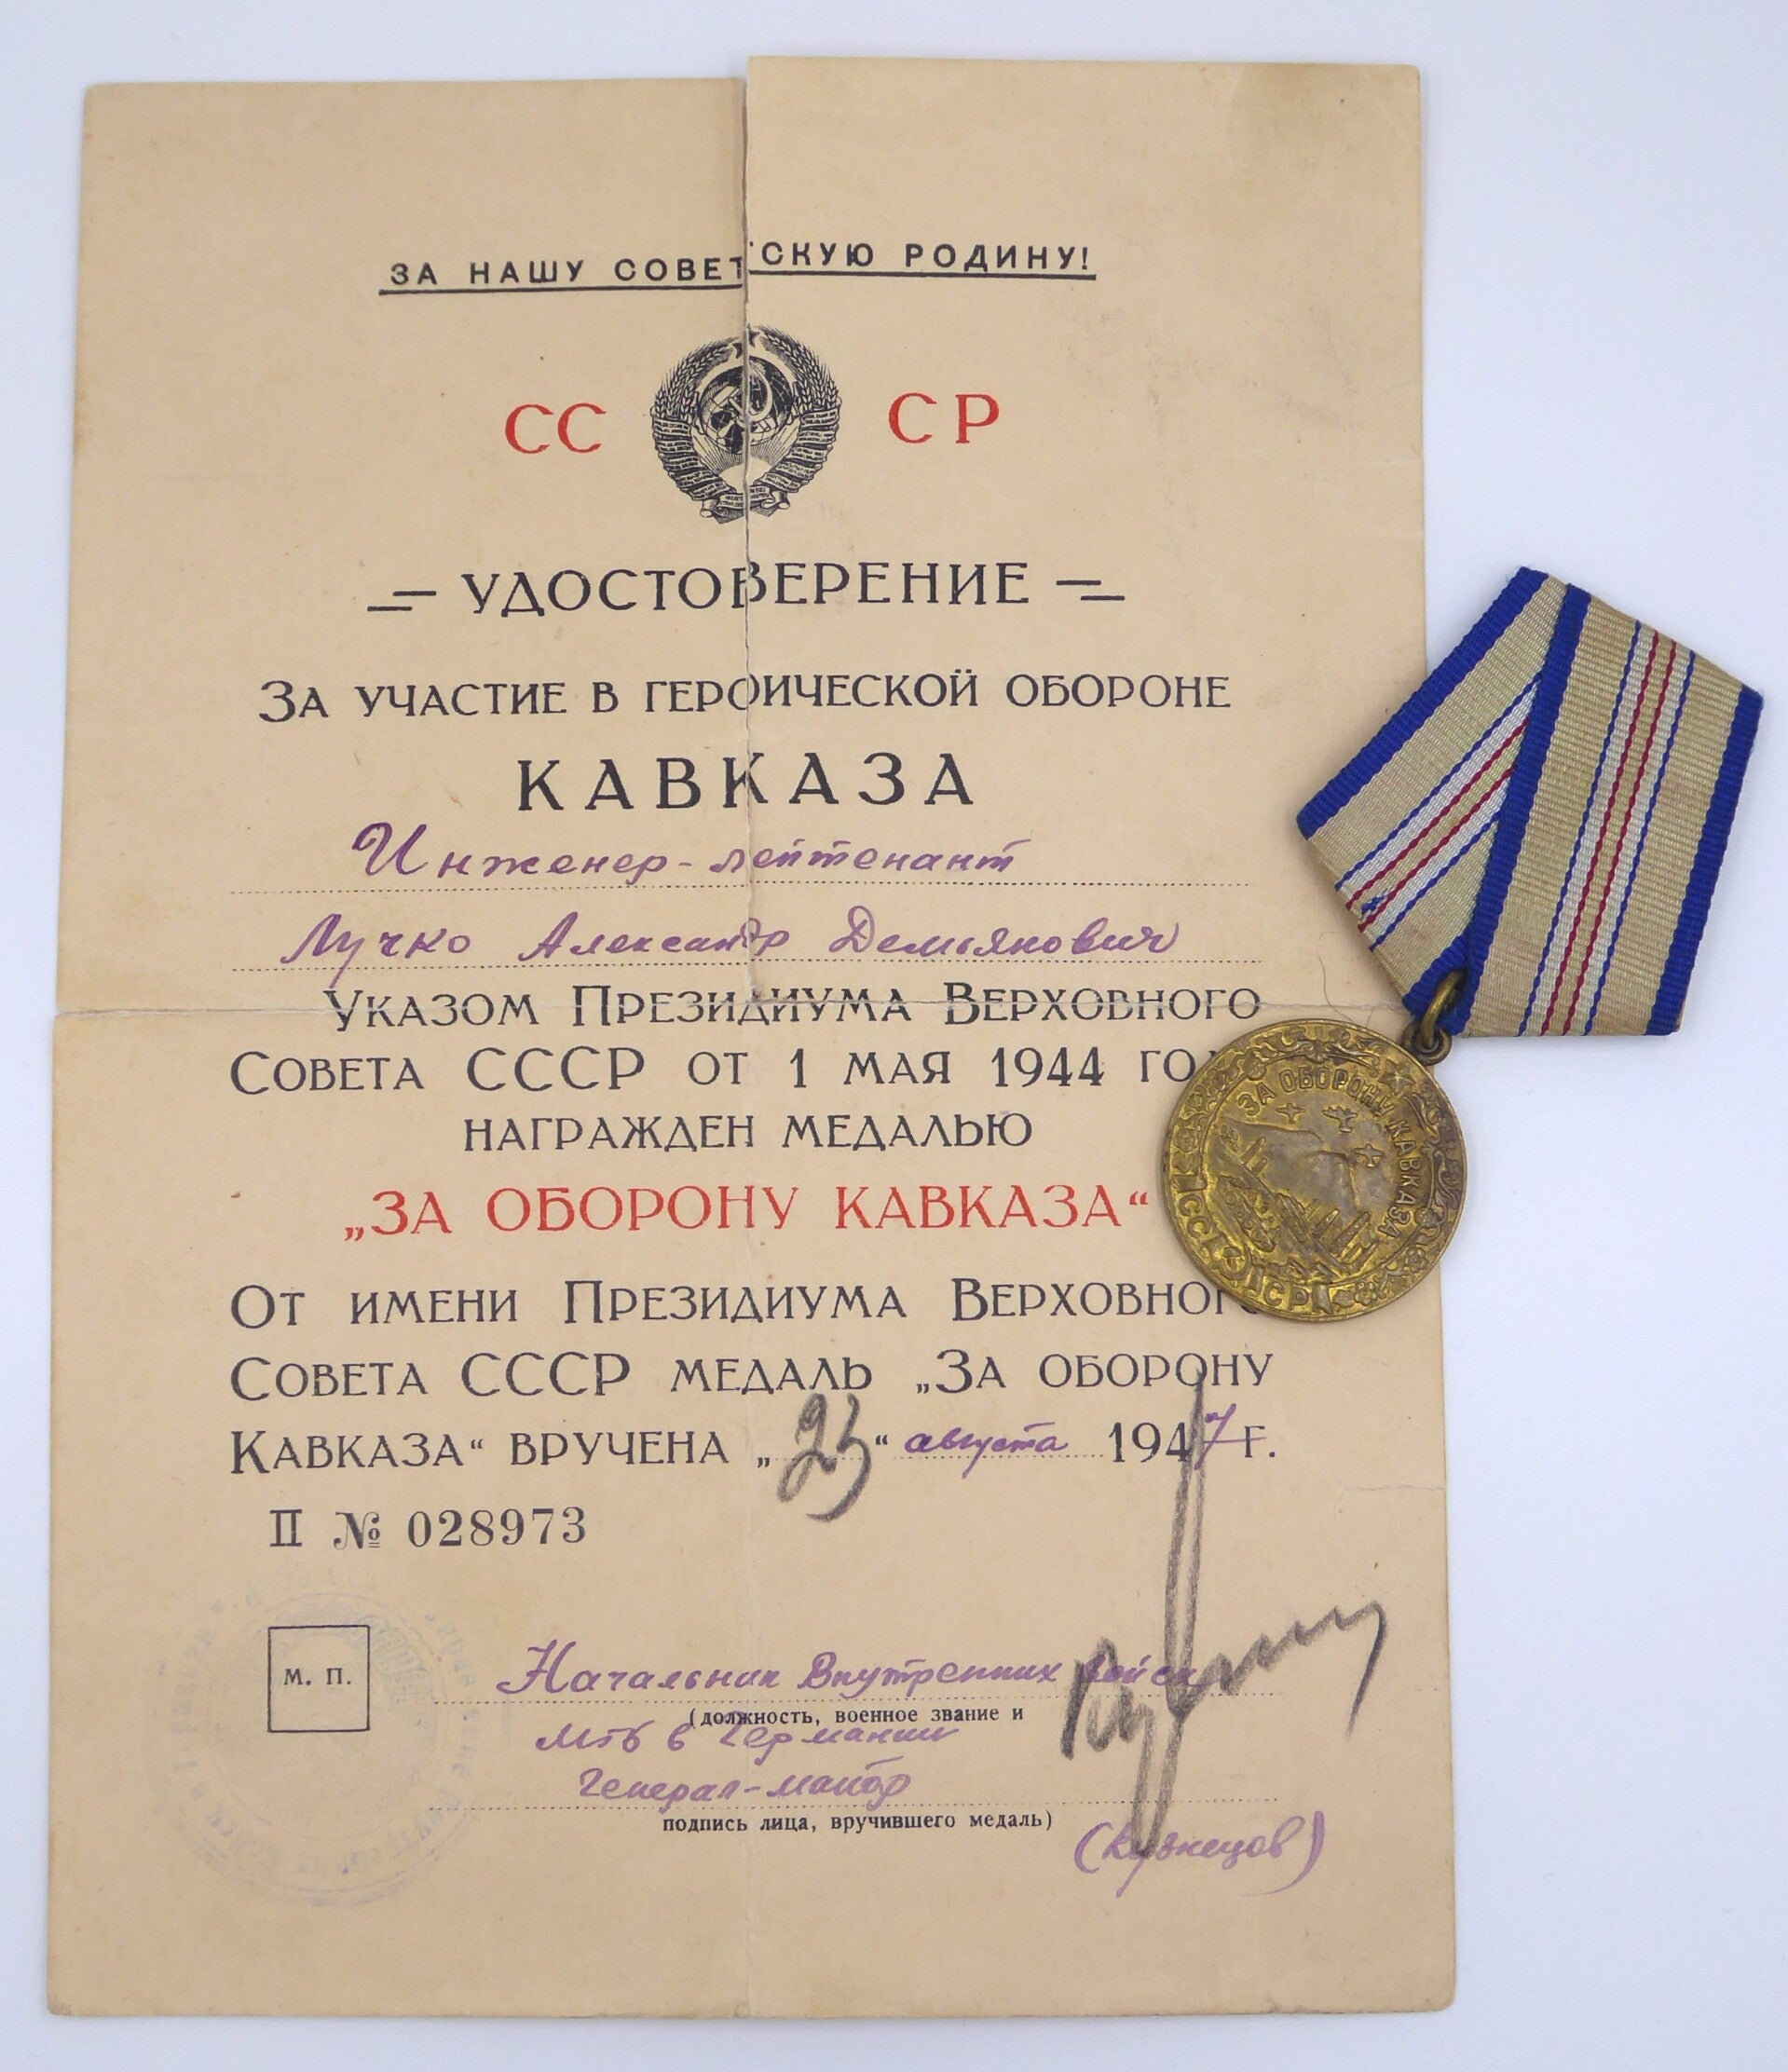 ЗА НАШУ СОВЕТСКУЮ РОДИНУ!
СС СР
УДОСТОВЕРЕНИЕ
ЗА УЧАСТИЕ В ГЕРОИЧЕСКОЙ ОБОРОНЕ
КАВКАЗА
Инженер-лейтенант
Лучко Александр Демьянович
УКАЗОМ ПРЕЗИДИУМА ВЕРХОВНОГО
СОВЕТА СССР ОТ 1 МАЯ 1944 ГО
НАГРАЖДЕН МЕДАЛЬЮ
„ЗА ОБОРОНУ КАВКАЗА“
ОТ ИМЕНИ ПРЕЗИДИУМА ВЕРХОВНОГО
СОВЕТА СССР МЕДАЛЬ „ЗА ОБОРОНУ
КАВКАЗА“ ВРУЧЕНА „23“ августа 1947 г.
II № 028973
М. П.
Начальник Внутренних Войск
(должность, военное звание и
МГБ в Германии
Генерал-майор
подпись лица, вручившего медаль)
(Кузнецов)
ЗА ОБОРОНУ КАВКАЗА
СССР